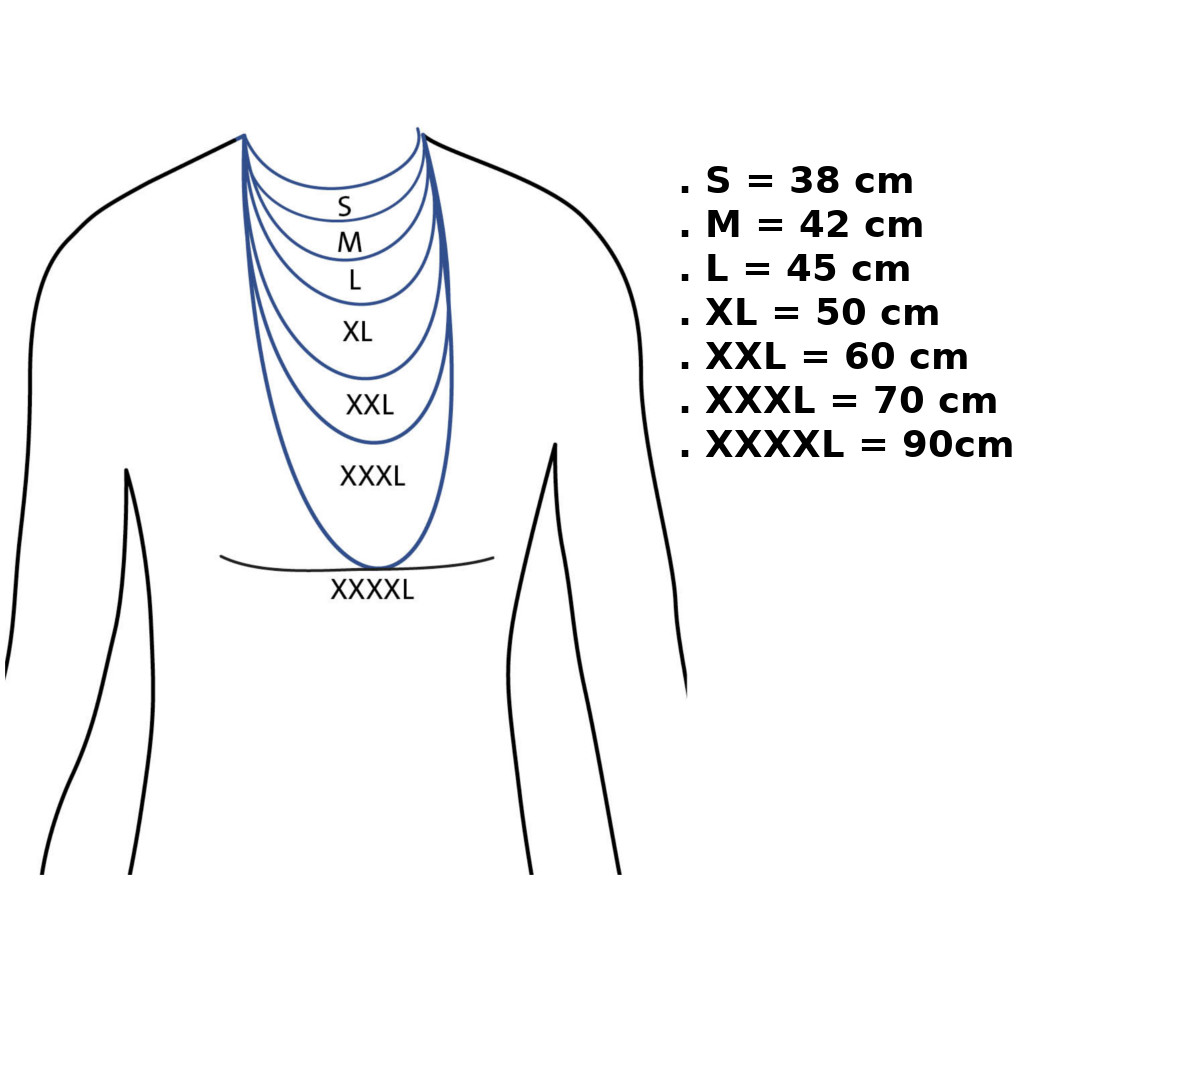 S
M
L
XL
XXL
XXXL
XXXXL
. S = 38 cm
. M = 42 cm
. L = 45 cm
. XL = 50 cm
. XXL = 60 cm
. XXXL = 70 cm
. XXXXL = 90cm